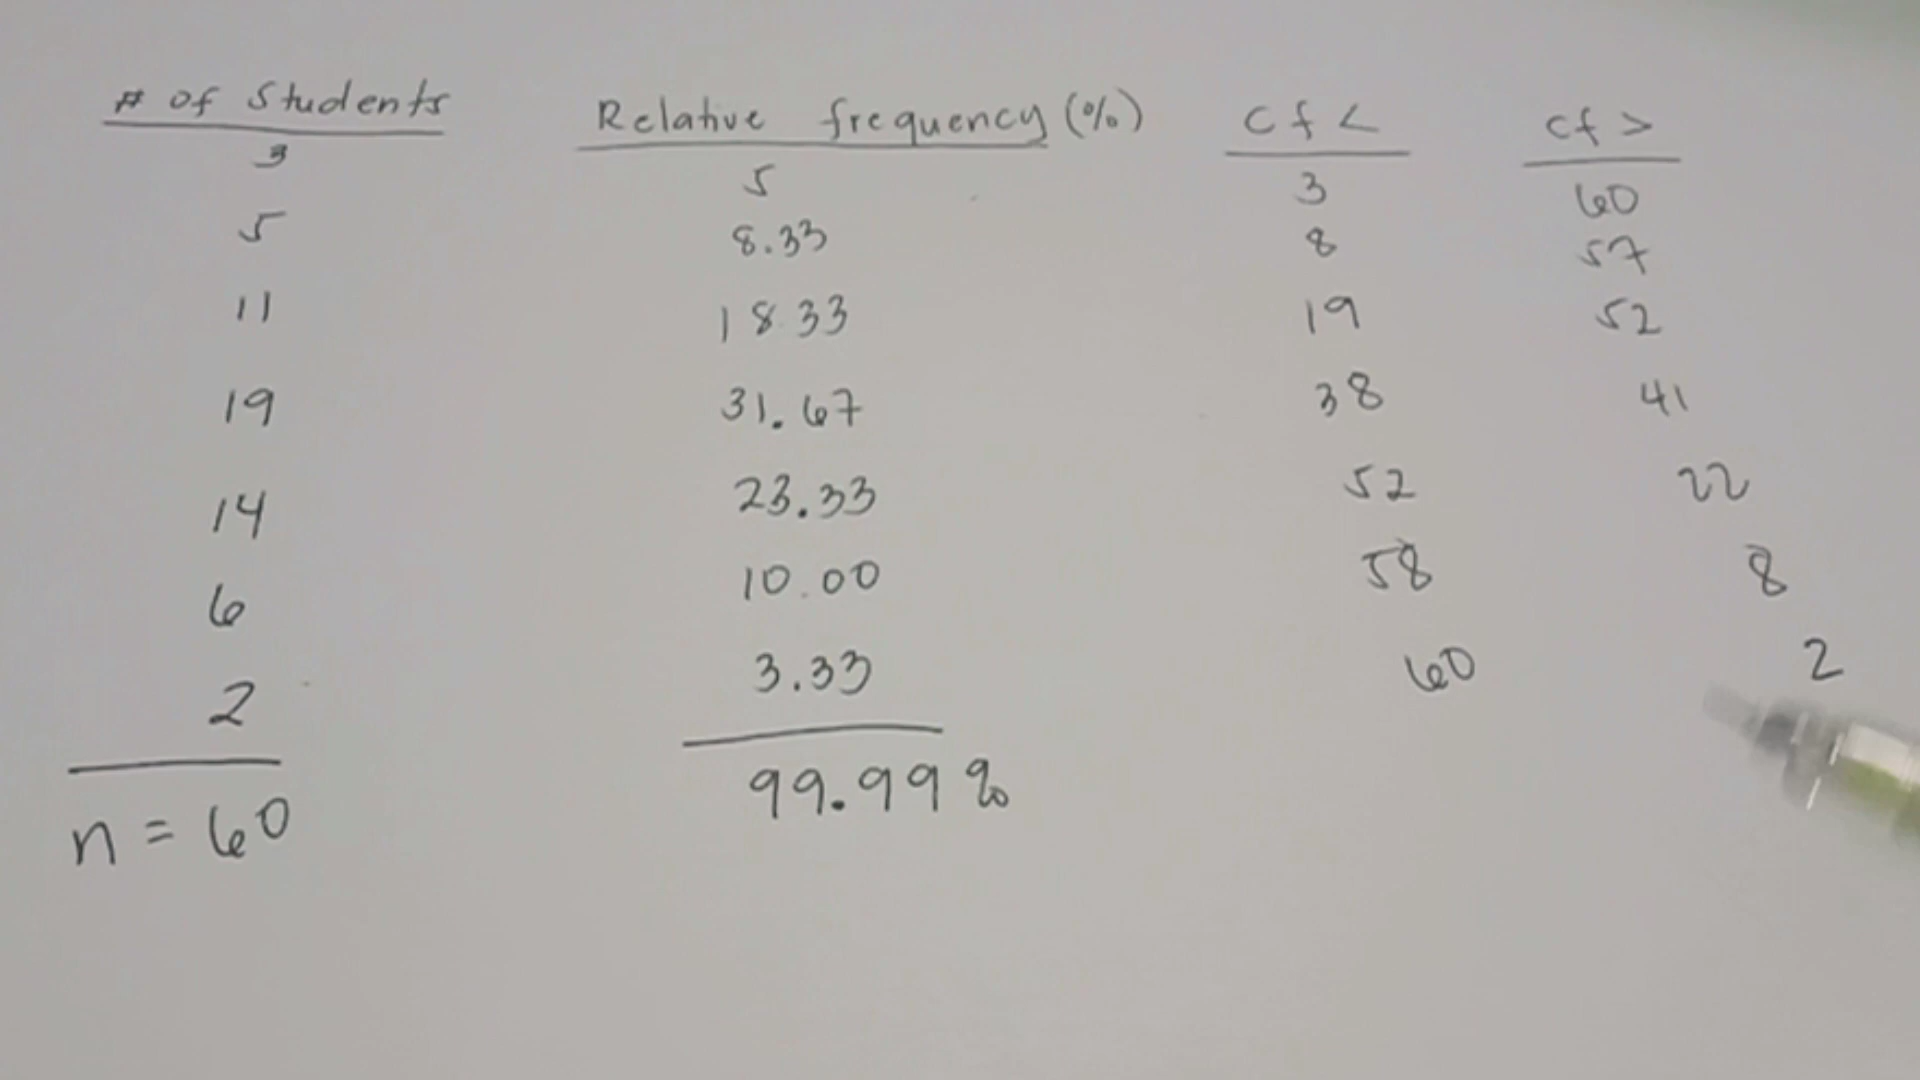 # of Students Relative frequency (%) cf < cf >
3 5 3 60
5 8.33 8 57
11 18.33 19 52
19 31.67 38 41
14 23.33 52 22
6 10.00 58 8
2 3.33 60 2
n = 60 99.99 %